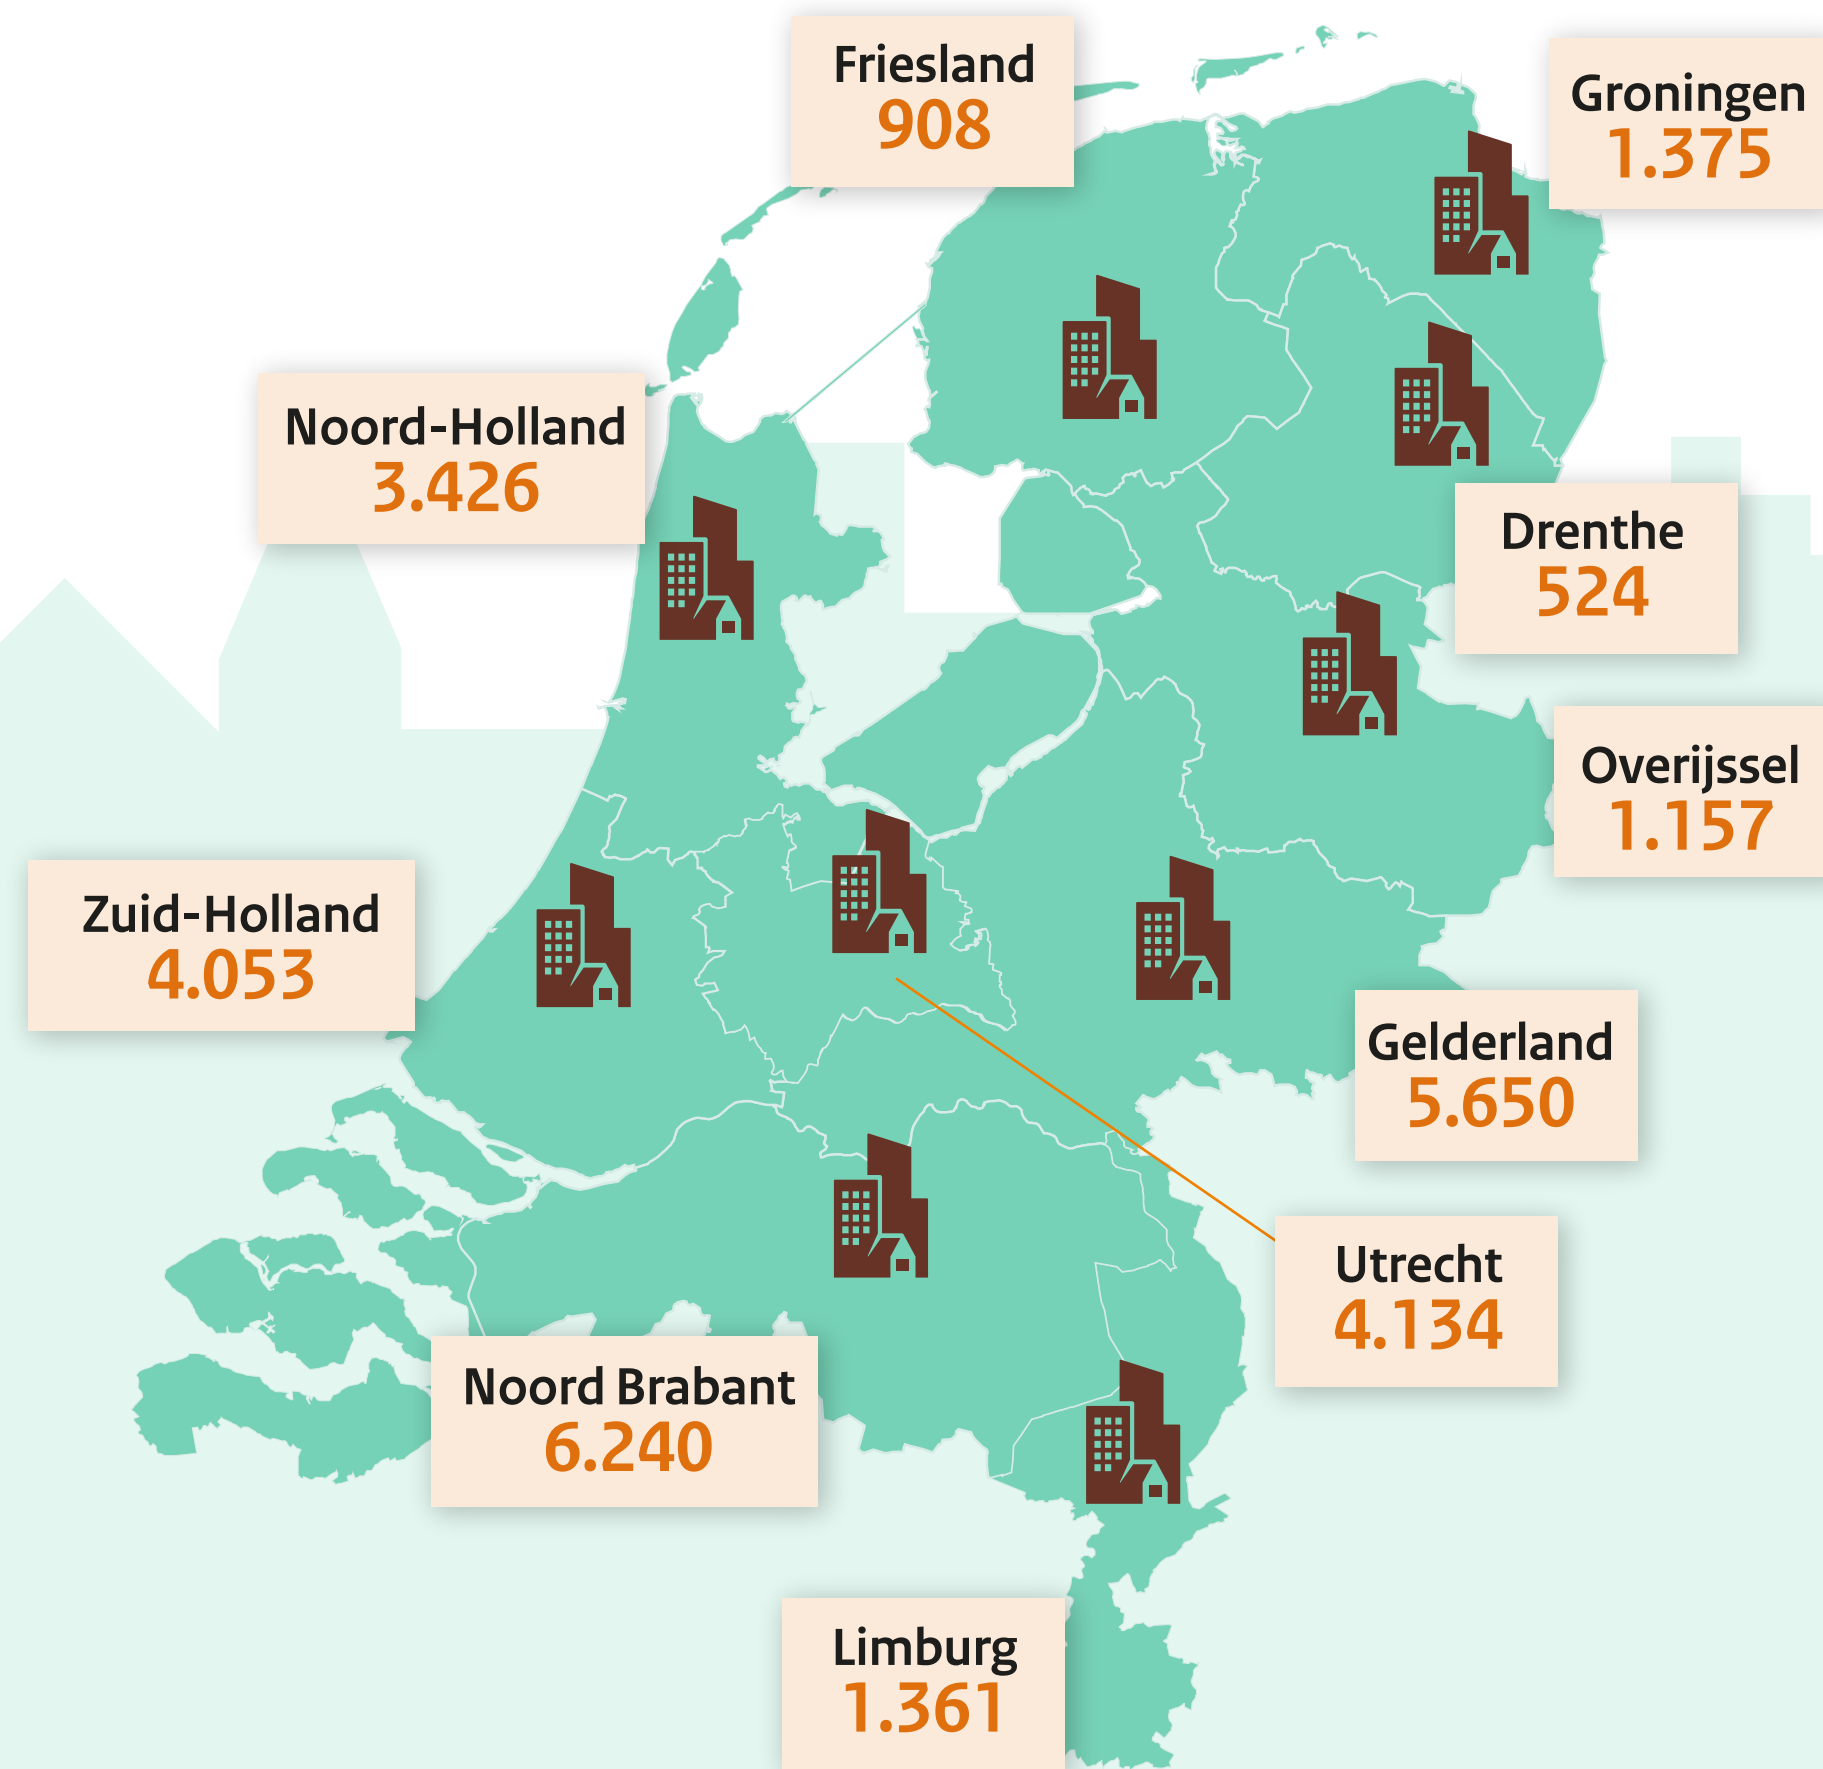 Friesland
908
Groningen
1.375
Noord-Holland
3.426
Drenthe
524
Overijssel
1.157
Zuid-Holland
4.053
Gelderland
5.650
Utrecht
4.134
Noord Brabant
6.240
Limburg
1.361